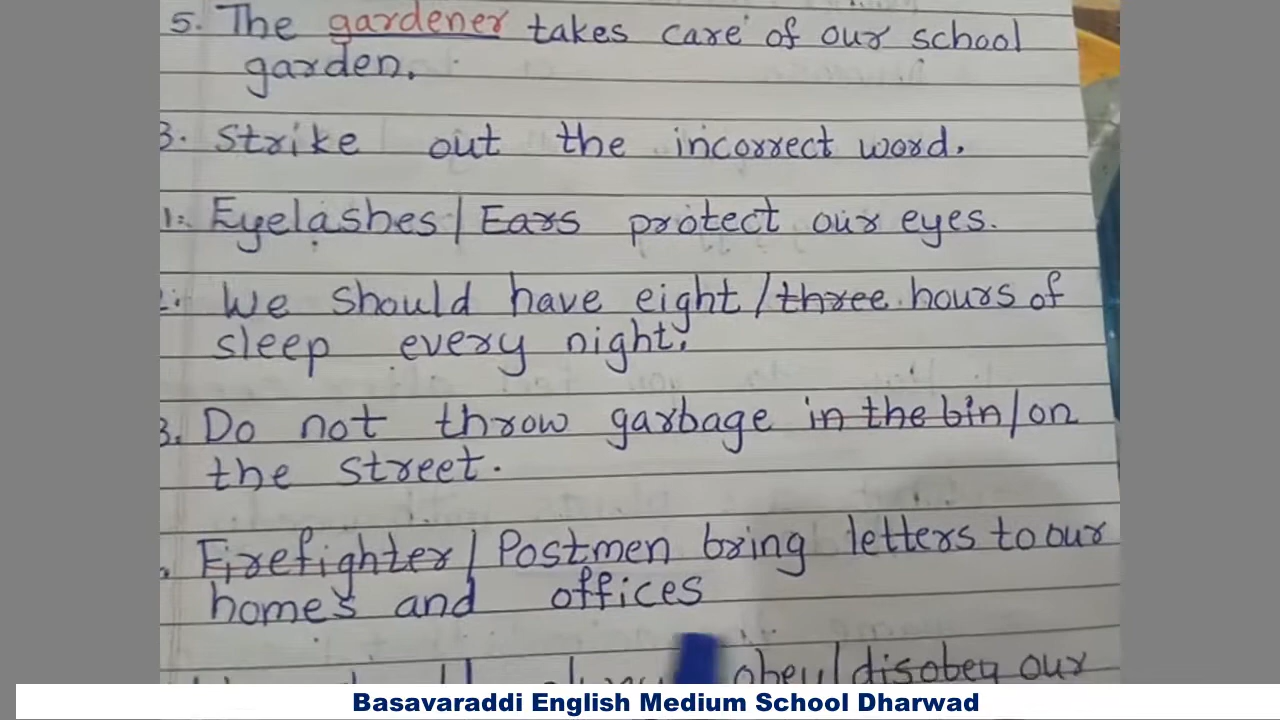 5. The gardener takes care of our school
garden.
3. Strike out the incorrect word.
1. Eyelashes/Ears protect our eyes.
2. We should have eight/three hours of
sleep every night.
3. Do not throw garbage in the bin/on
the street.
. Firefighter/Postmen bring letters to our
homes and offices
obey/disobey our
Basavaraddi English Medium School Dharwad